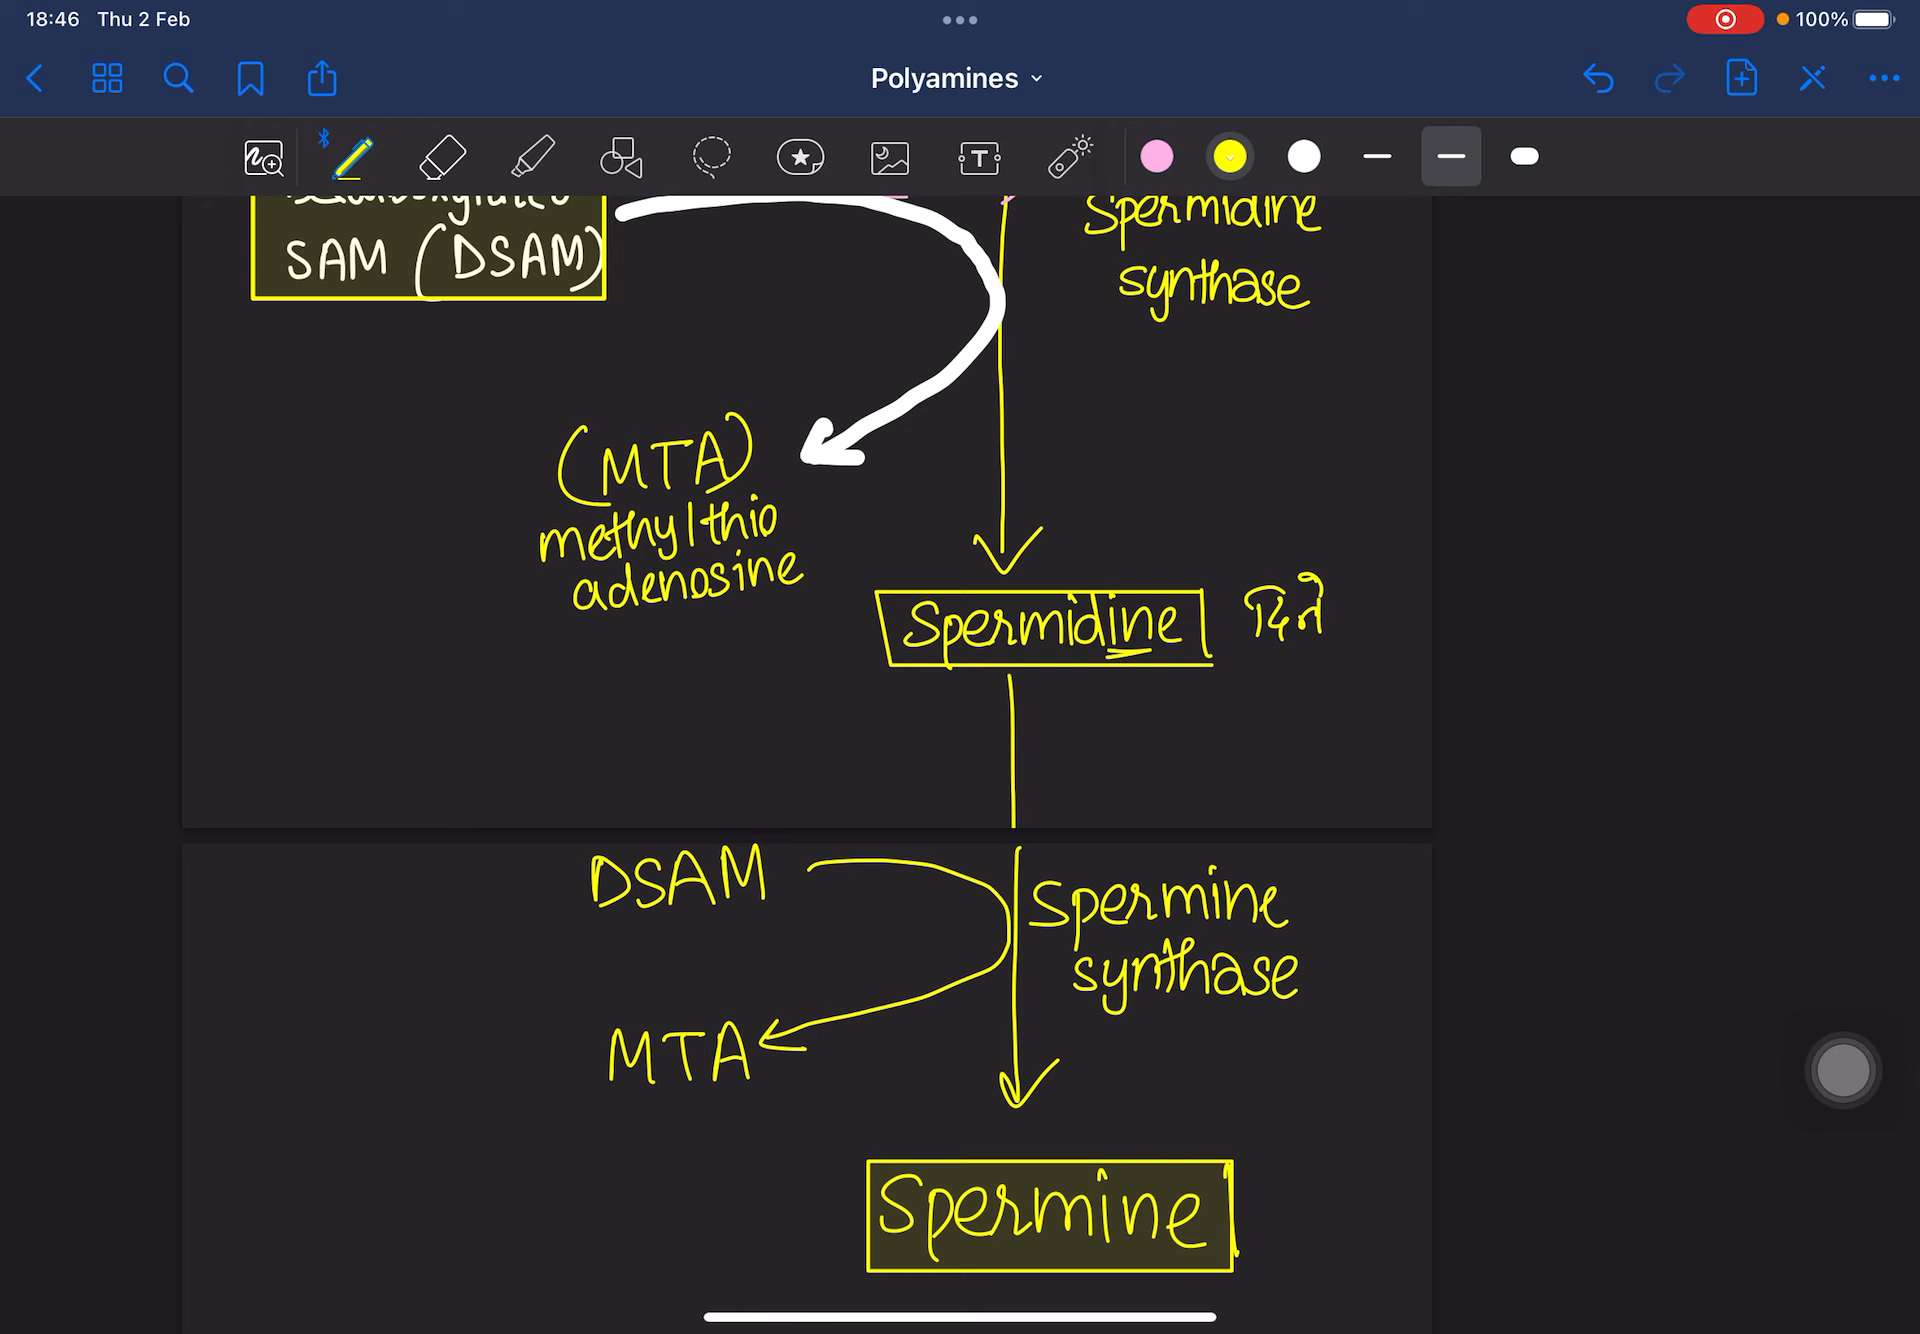 18:46 Thu 2 Feb
100%
Polyamines
T
SAM (DSAM)
Spermidine
synthase
(MTA)
methylthio
adenosine
Spermidine
DSAM
Spermine
synthase
MTA
Spermine